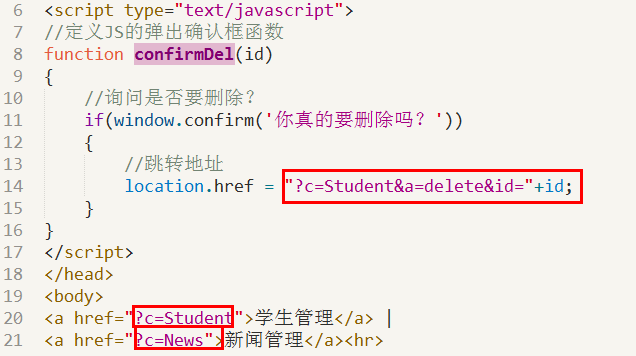 6 <script type="text/javascript">
7 //定义JS的弹出确认框函数
8 function confirmDel(id)
9 {
10 //询问是否要删除？
11 if(window.confirm('你真的要删除吗？'))
12 {
13 //跳转地址
14 location.href = "?c=Student&a=delete&id="+id;
15 }
16 }
17 </script>
18 </head>
19 <body>
20 <a href="?c=Student">学生管理</a> |
21 <a href="?c=News">新闻管理</a><hr>